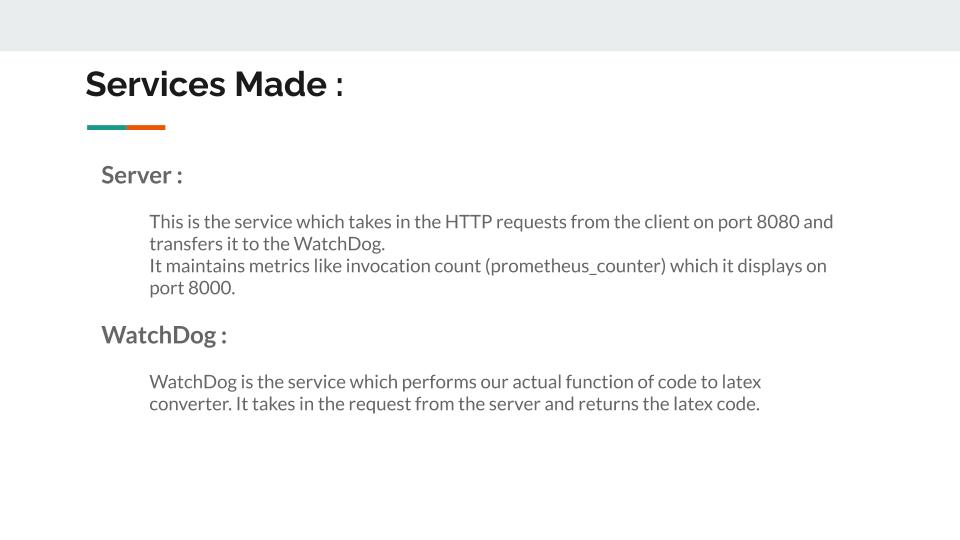 Services Made :
Server :
This is the service which takes in the HTTP requests from the client on port 8080 and
transfers it to the WatchDog.
It maintains metrics like invocation count (prometheus_counter) which it displays on
port 8000.
WatchDog :
WatchDog is the service which performs our actual function of code to latex
converter. It takes in the request from the server and returns the latex code.